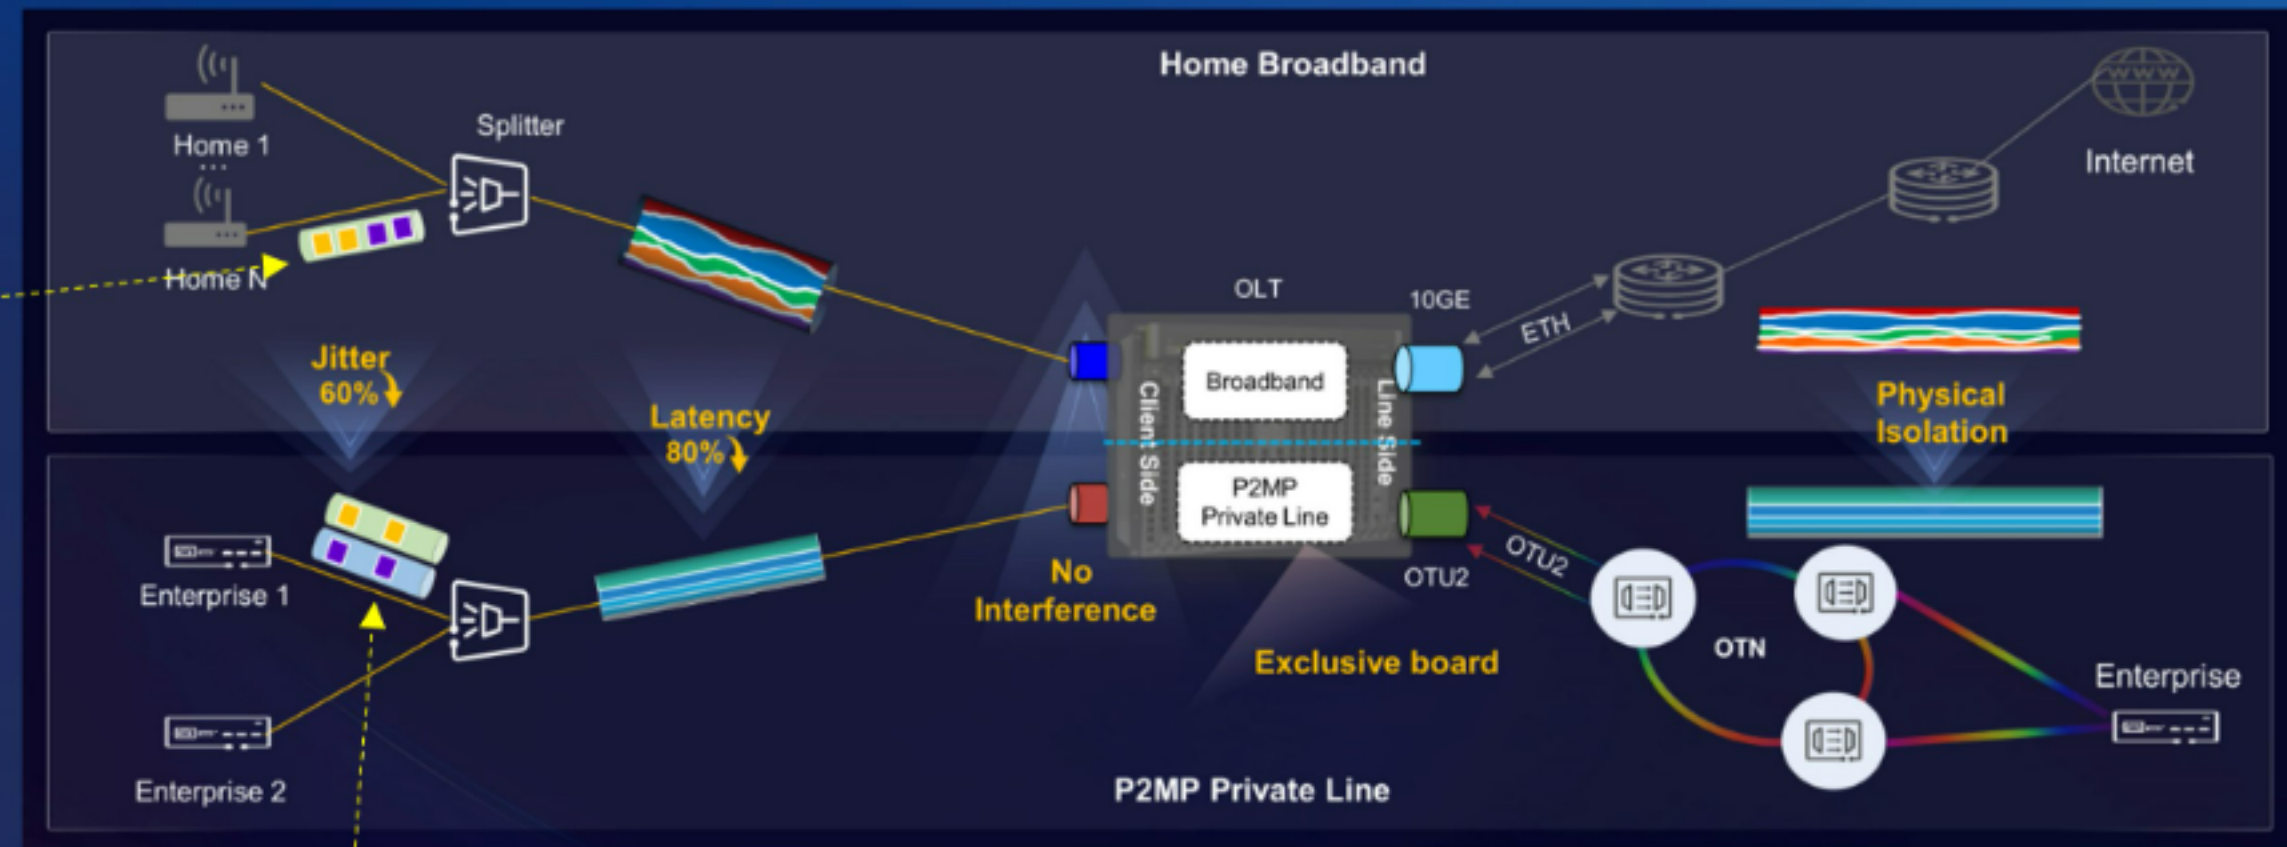 Home Broadband
Home 1
...
Home N
Splitter
Jitter
60%
Latency
80%
OLT
10GE
ETH
WWW
Internet
Broadband
Client Side
Line Side
P2MP
Private Line
Physical
Isolation
Enterprise 1
Enterprise 2
No
Interference
Exclusive board
OTU2
OTU2
OTN
Enterprise
P2MP Private Line